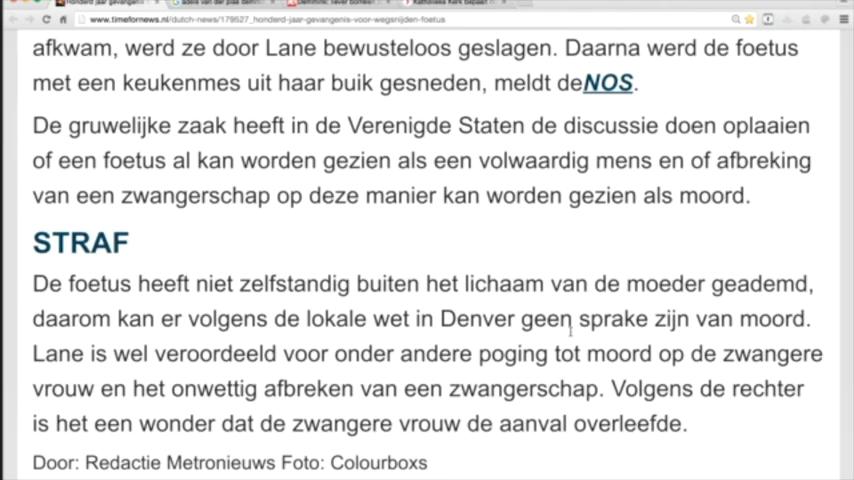 www.timefornews.nl/dutch-news/179527_honderd-jaar-gevangenis-voor-wegsnijden-foetus
afkwam, werd ze door Lane bewusteloos geslagen. Daarna werd de foetus
met een keukenmes uit haar buik gesneden, meldt deNOS.
De gruwelijke zaak heeft in de Verenigde Staten de discussie doen oplaaien
of een foetus al kan worden gezien als een volwaardig mens en of afbreking
van een zwangerschap op deze manier kan worden gezien als moord.
STRAF
De foetus heeft niet zelfstandig buiten het lichaam van de moeder geademd,
daarom kan er volgens de lokale wet in Denver geen sprake zijn van moord.
Lane is wel veroordeeld voor onder andere poging tot moord op de zwangere
vrouw en het onwettig afbreken van een zwangerschap. Volgens de rechter
is het een wonder dat de zwangere vrouw de aanval overleefde.
Door: Redactie Metronieuws Foto: Colourboxs